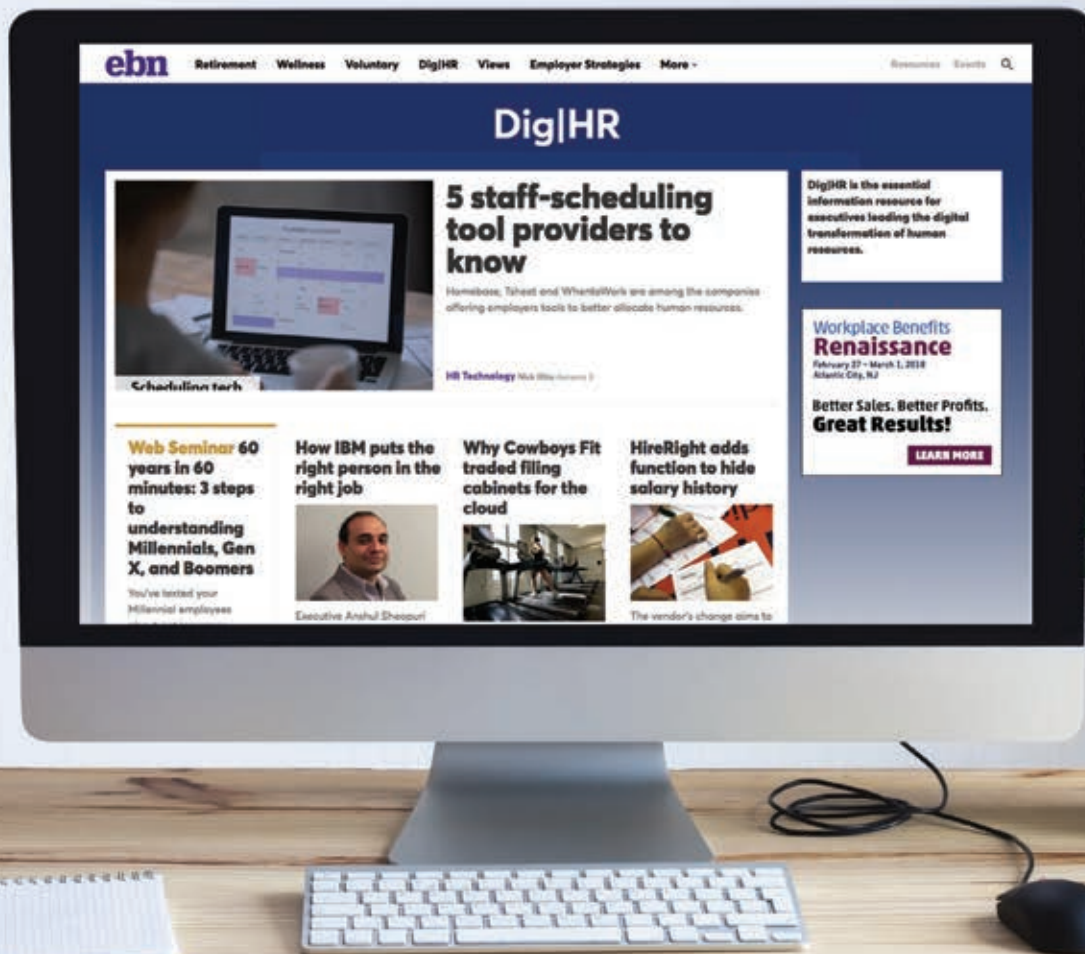 ebn Retirement Wellness Voluntary Dig|HR Views Employer Strategies More Resources Events
Dig|HR
5 staff-scheduling
tool providers to
know
Homebase, Tsheet and WhentoWork are among the companies
offering employers tools to better allocate human resources.
HR Technology
Scheduling tech
Dig|HR is the essential
information resource for
executives leading the digital
transformation of human
resources.
Workplace Benefits
Renaissance
February 27 – March 1, 2018
Atlantic City, NJ
Better Sales. Better Profits.
Great Results!
LEARN MORE
Web Seminar 60
years in 60
minutes: 3 steps
to
understanding
Millennials, Gen
X, and Boomers
You've texted your
Millennial employees
How IBM puts the
right person in the
right job
Executive Anshul Sheopuri
Why Cowboys Fit
traded filing
cabinets for the
cloud
HireRight adds
function to hide
salary history
The vendor's change aims to